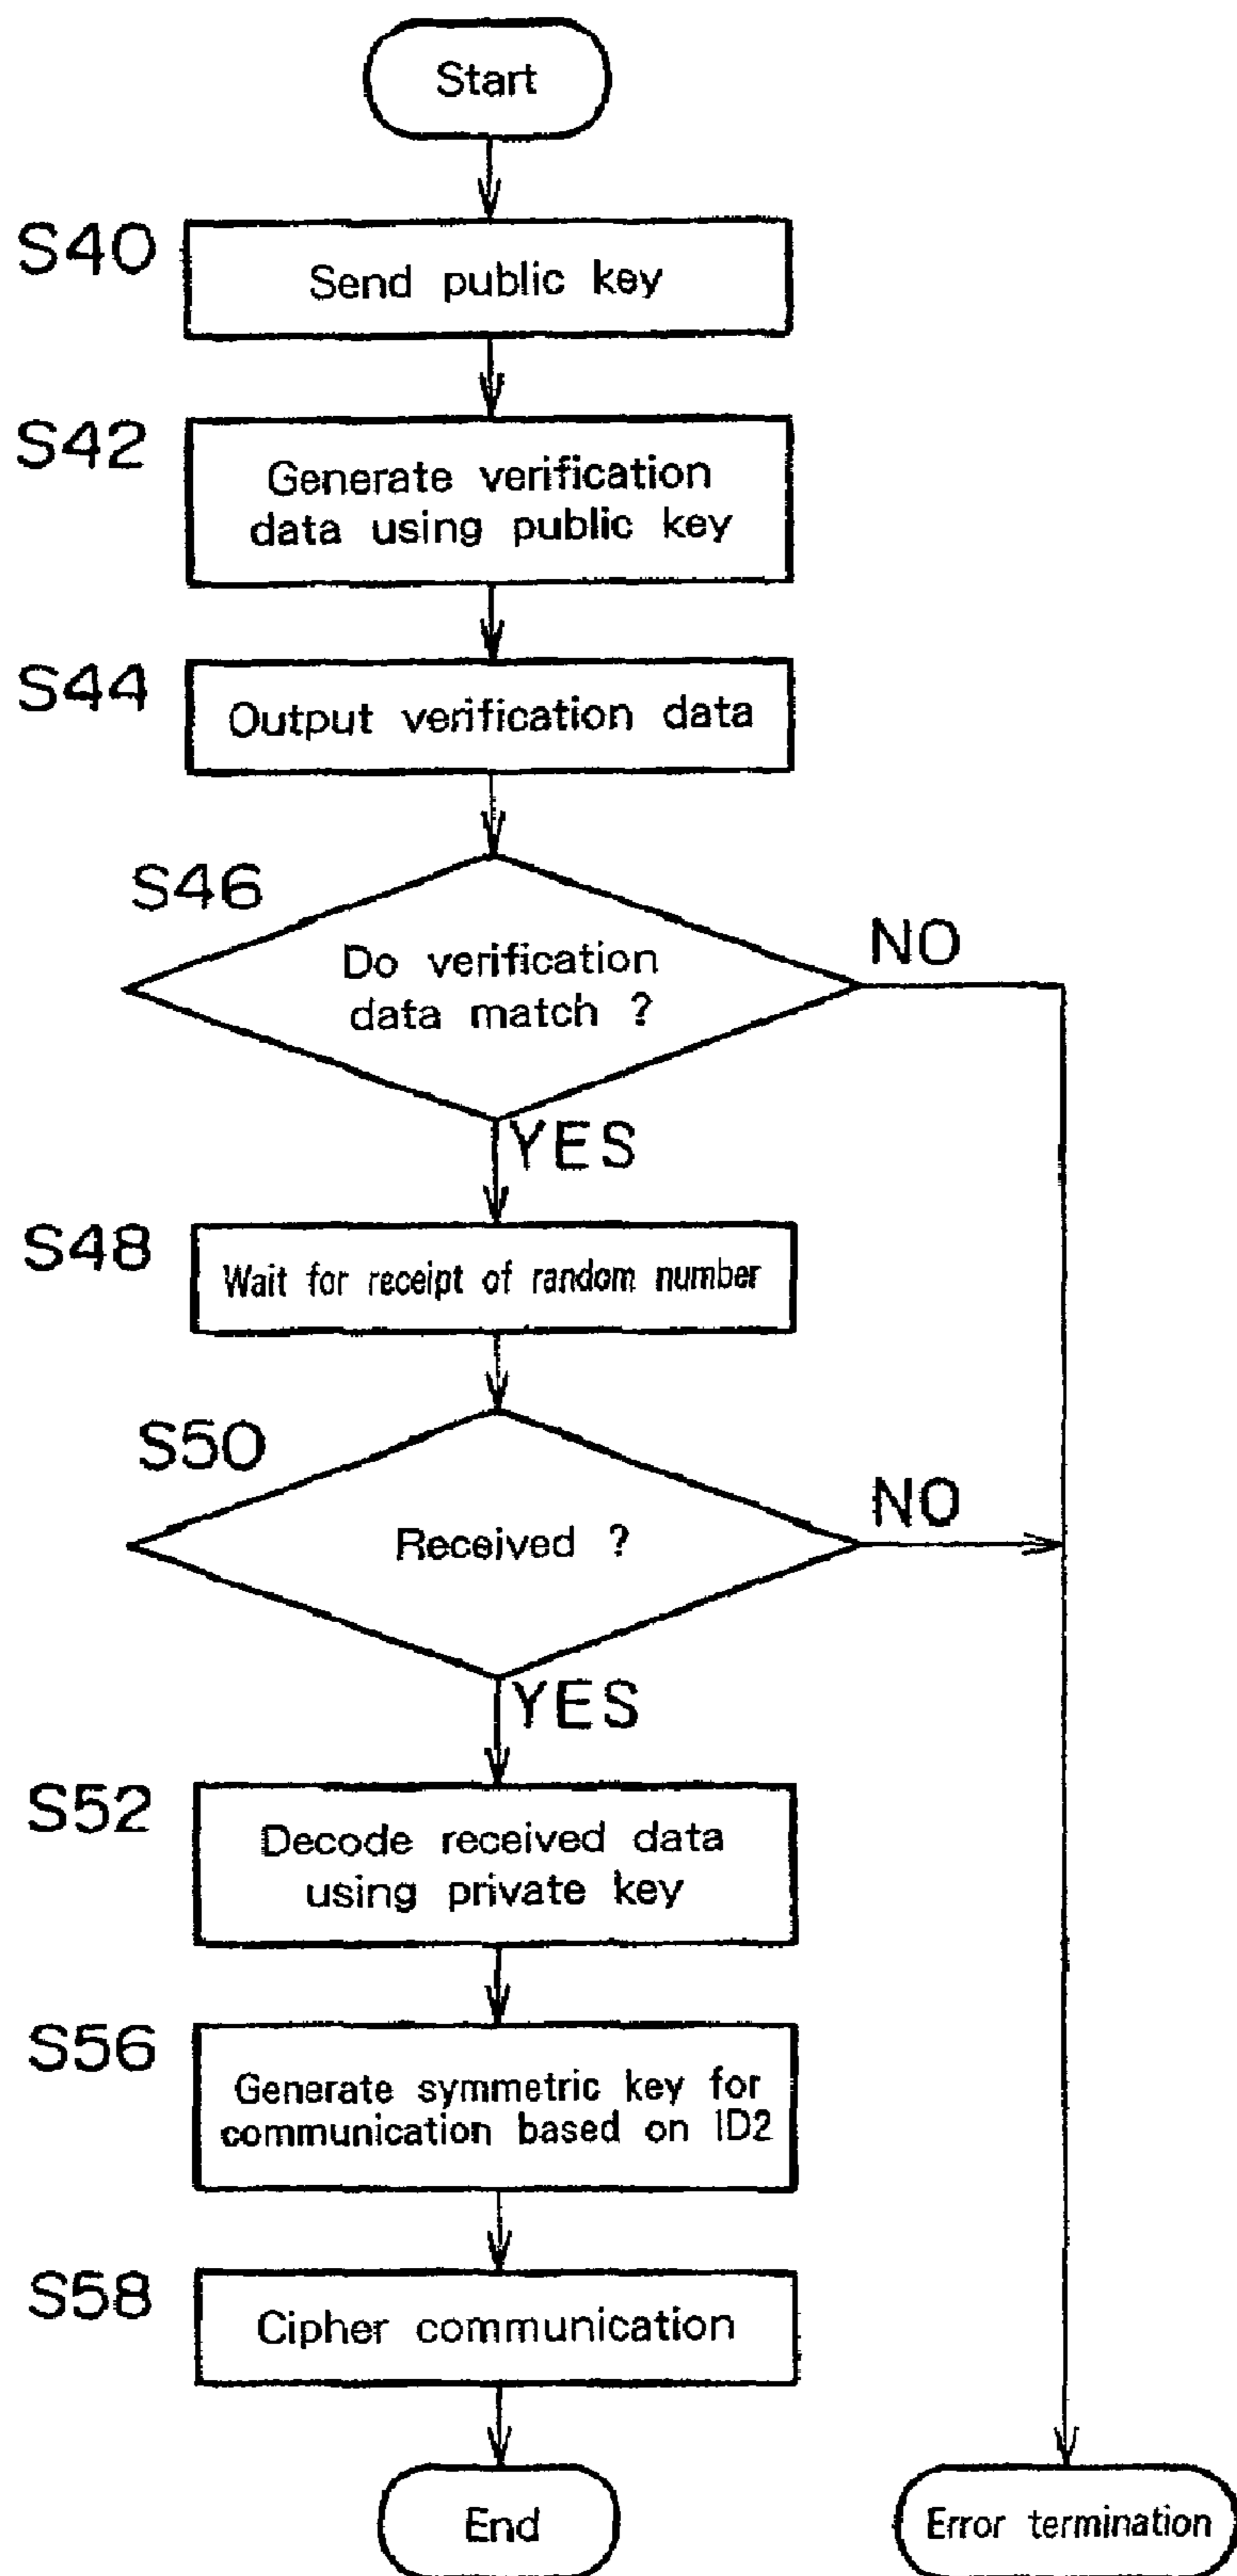 Start
S40
Send public key
S42
Generate verification
data using public key
S44
Output verification data
S46
Do verification
data match ?
NO
YES
S48
Wait for receipt of random number
S50
Received ?
NO
YES
S52
Decode received data
using private key
S56
Generate symmetric key for
communication based on ID2
S58
Cipher communication
End
Error termination